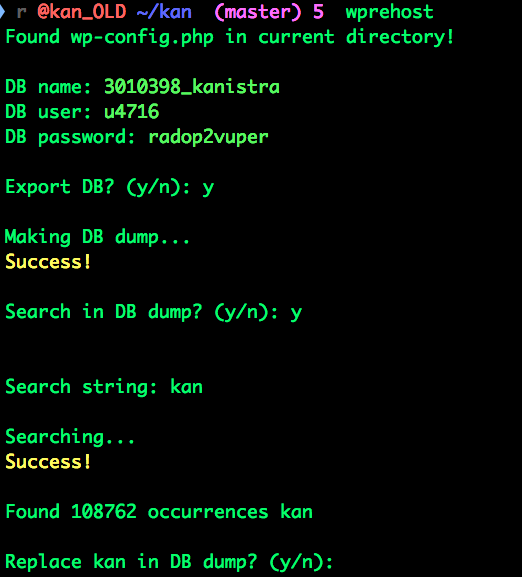 ❯ r @kan_OLD ~/kan (master) 5 wprehost
Found wp-config.php in current directory!
DB name: 3010398_kanistra
DB user: u4716
DB password: radop2vuper
Export DB? (y/n): y
Making DB dump...
Success!
Search in DB dump? (y/n): y
Search string: kan
Searching...
Success!
Found 108762 occurrences kan
Replace kan in DB dump? (y/n):